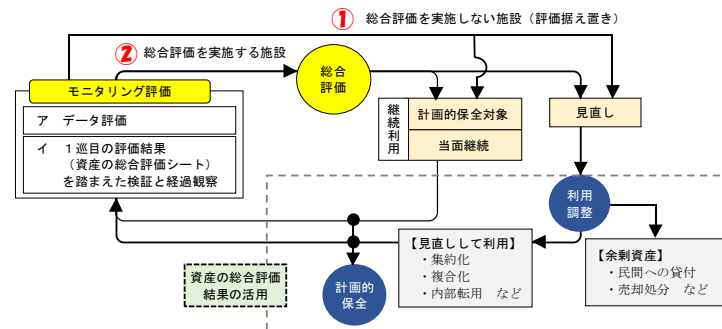 ① 総合評価を実施しない施設（評価据え置き）
② 総合評価を実施する施設
総合
評価
モニタリング評価
ア データ評価
イ １巡目の評価結果
（資産の総合評価シート）
を踏まえた検証と経過観察
継続利用
計画的保全対象
当面継続
見直し
利用
調整
【見直しして利用】
・集約化
・複合化
・内部転用 など
【余剰資産】
・民間への貸付
・売却処分 など
資産の総合評価
結果の活用
計画的
保全